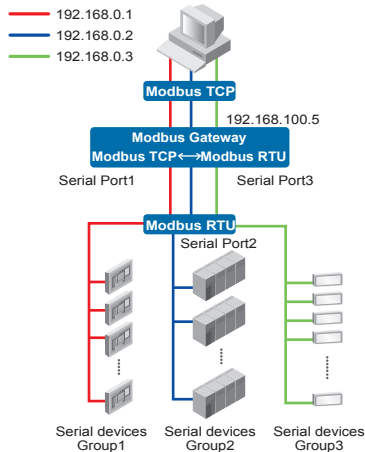 192.168.0.1
192.168.0.2
192.168.0.3
Modbus TCP
192.168.100.5
Modbus Gateway
Modbus TCP↔Modbus RTU
Serial Port1
Serial Port3
Modbus RTU
Serial Port2
Serial devices
Group1
Serial devices
Group2
Serial devices
Group3